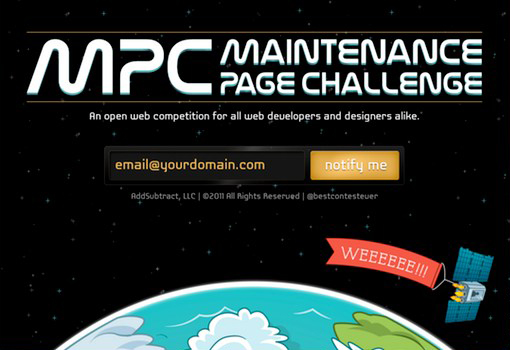 MPC MAINTENANCE
PAGE CHALLENGE
An open web competition for all web developers and designers alike.
email@yourdomain.com notify me
AddSubtract, LLC | ©2011 All Rights Reserved | @bestcontestever
WEEEEEE!!!